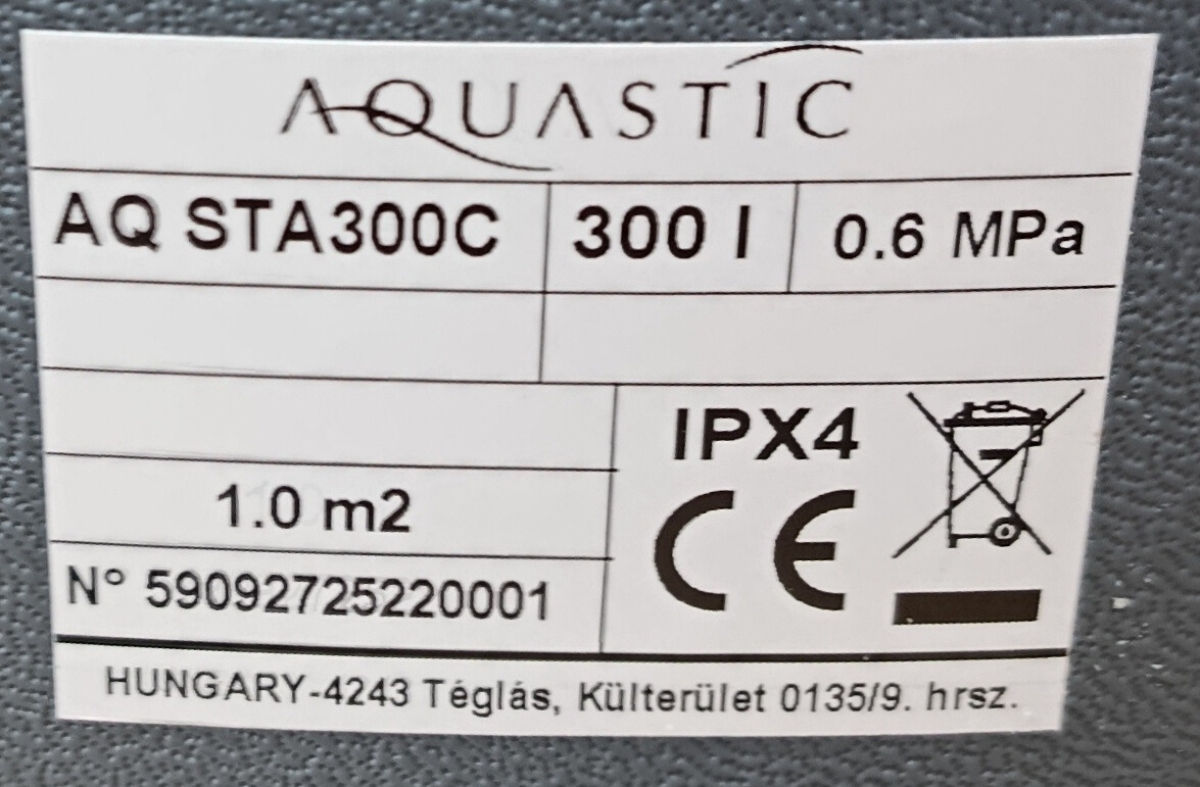 AQUASTIC
AQ STA300C 300 l 0.6 MPa
IPX4
1.0 m2
CE
N° 59092725220001
HUNGARY-4243 Téglás, Külterület 0135/9. hrsz.